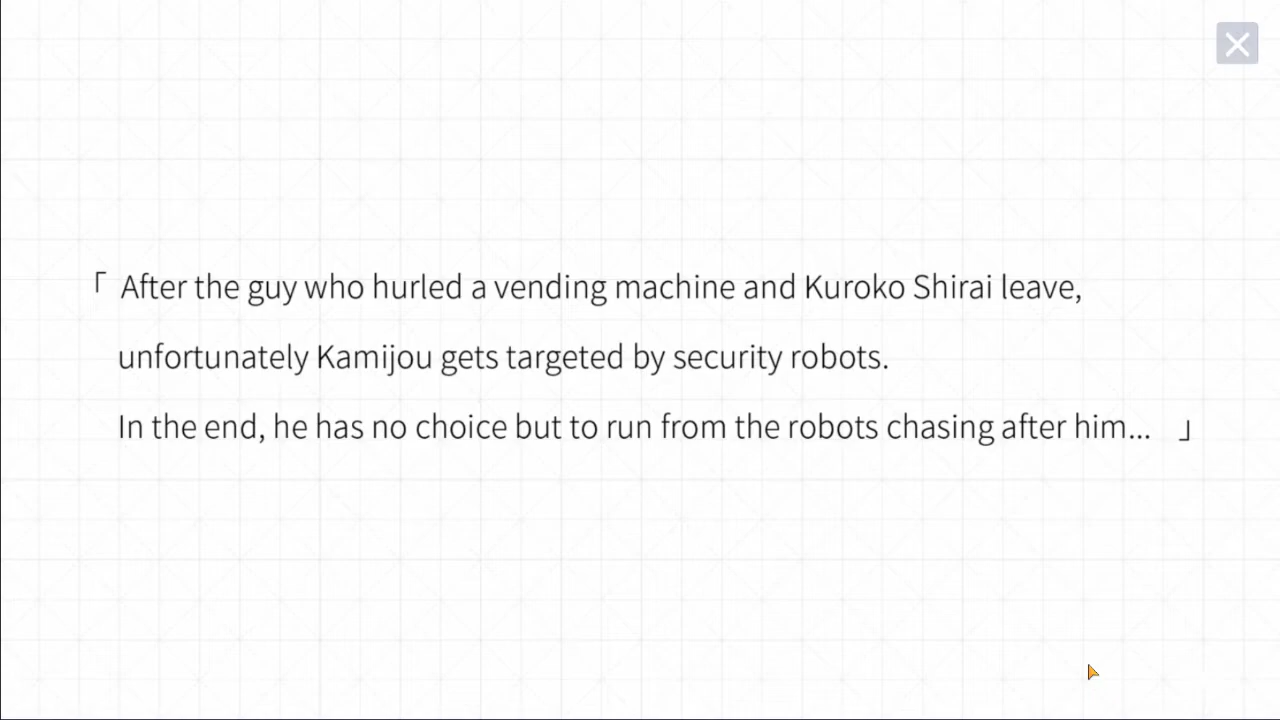 「 After the guy who hurled a vending machine and Kuroko Shirai leave,
unfortunately Kamijou gets targeted by security robots.
In the end, he has no choice but to run from the robots chasing after him... 」